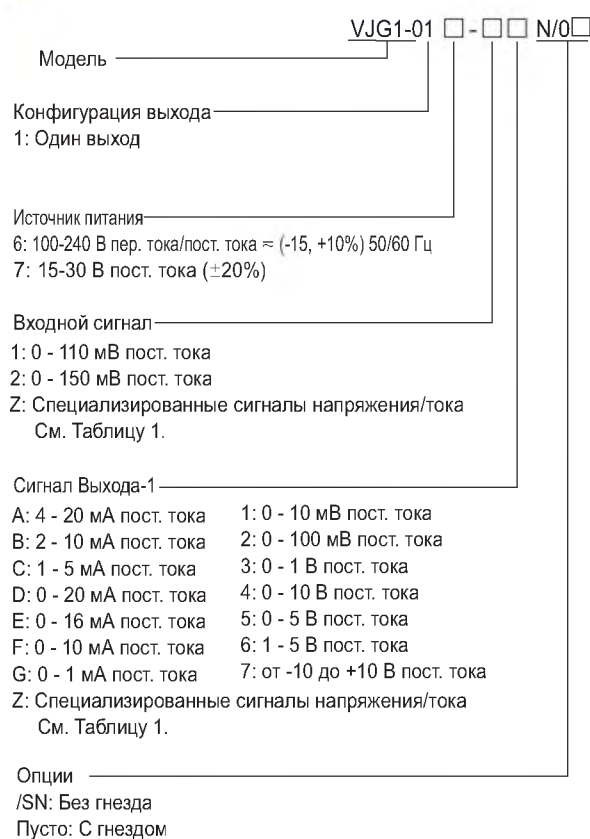 VJG1-01 □ - □ □ N/0□
Модель
Конфигурация выхода
1: Один выход
Источник питания
6: 100-240 В пер. тока/пост. тока ≂ (-15, +10%) 50/60 Гц
7: 15-30 В пост. тока (±20%)
Входной сигнал
1: 0 - 110 мВ пост. тока
2: 0 - 150 мВ пост. тока
Z: Специализированные сигналы напряжения/тока
См. Таблицу 1.
Сигнал Выхода-1
A: 4 - 20 мА пост. тока 1: 0 - 10 мВ пост. тока
B: 2 - 10 мА пост. тока 2: 0 - 100 мВ пост. тока
C: 1 - 5 мА пост. тока 3: 0 - 1 В пост. тока
D: 0 - 20 мА пост. тока 4: 0 - 10 В пост. тока
E: 0 - 16 мА пост. тока 5: 0 - 5 В пост. тока
F: 0 - 10 мА пост. тока 6: 1 - 5 В пост. тока
G: 0 - 1 мА пост. тока 7: от -10 до +10 В пост. тока
Z: Специализированные сигналы напряжения/тока
См. Таблицу 1.
Опции
/SN: Без гнезда
Пусто: С гнездом